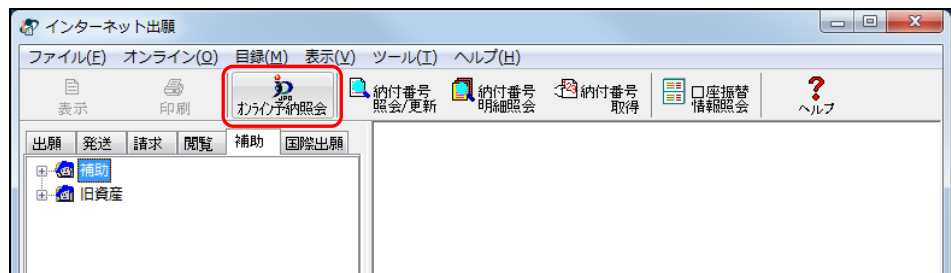 インターネット出願
ファイル(F) オンライン(O) 目録(M) 表示(V) ツール(T) ヘルプ(H)
表示
印刷
JPO
オンライン予納照会
納付番号
照会/更新
納付番号
明細照会
納付番号
取得
口座振替
情報照会
ヘルプ
出願 発送 請求 閲覧 補助 国際出願
補助
旧資産